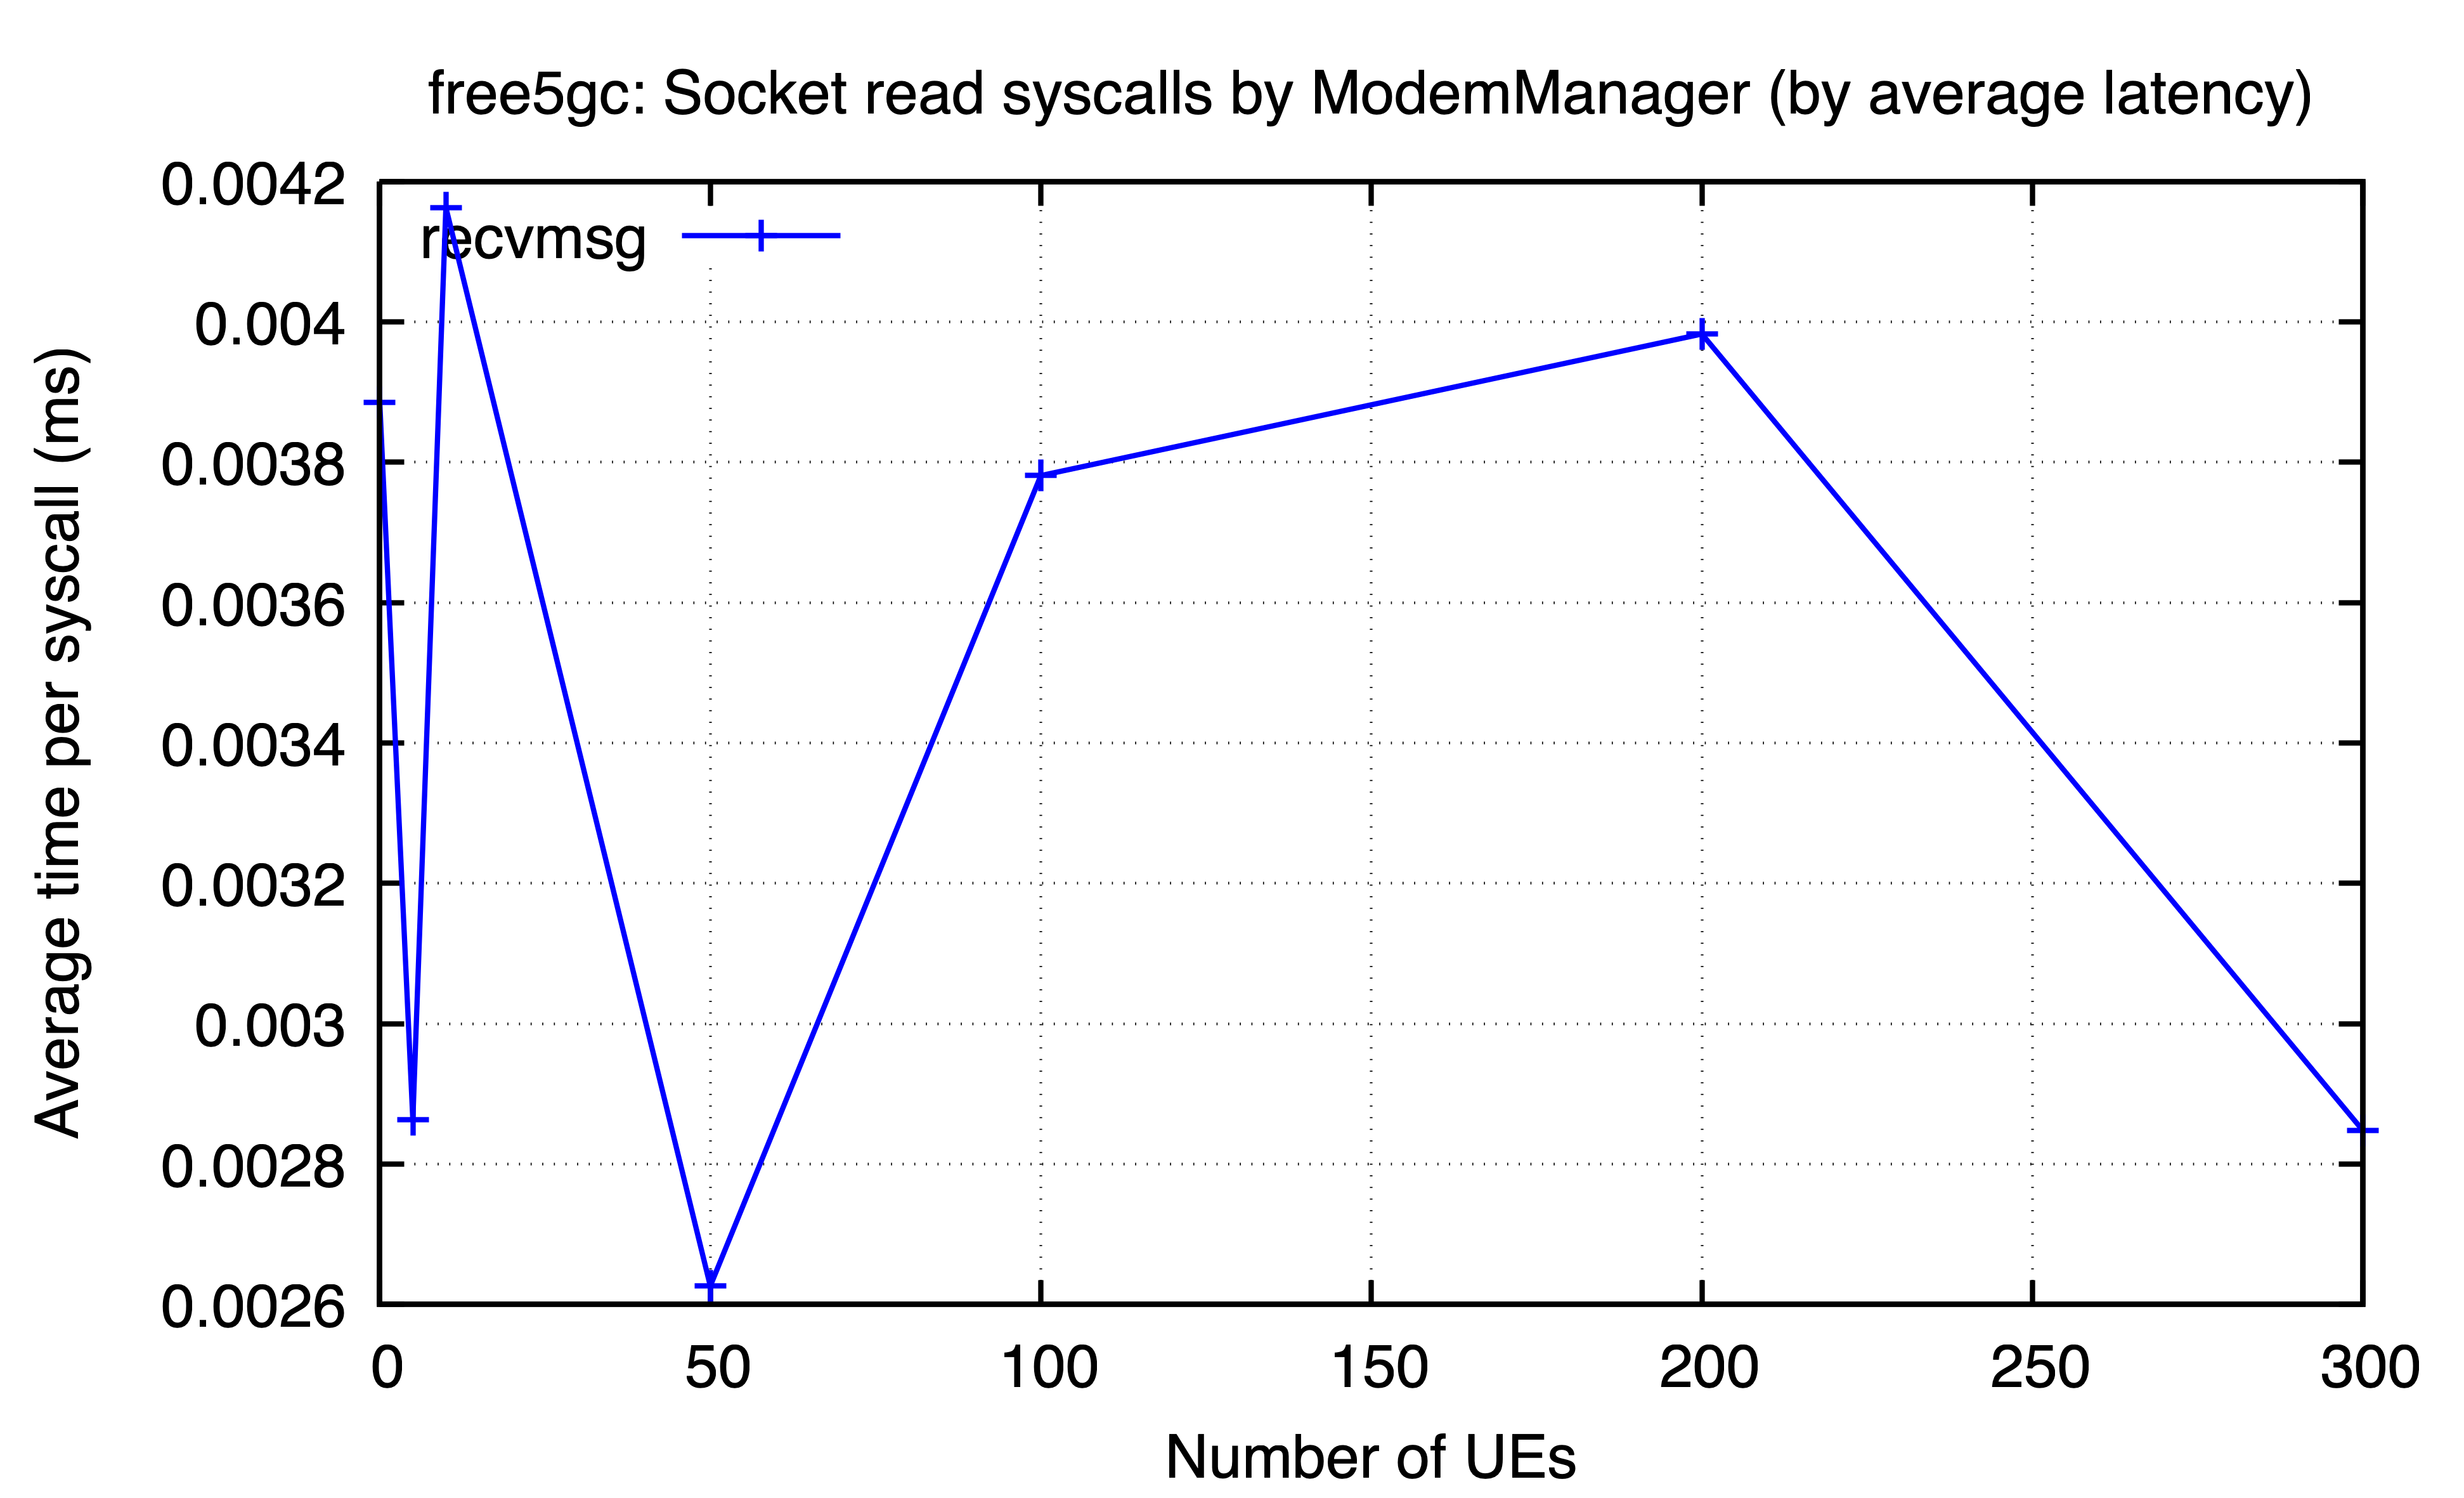 free5gc: Socket read syscalls by ModemManager (by average latency)
0.0042
recvmsg
0.004
0.0038
0.0036
0.0034
0.0032
0.003
0.0028
0.0026
Average time per syscall (ms)
0 50 100 150 200 250 300
Number of UEs